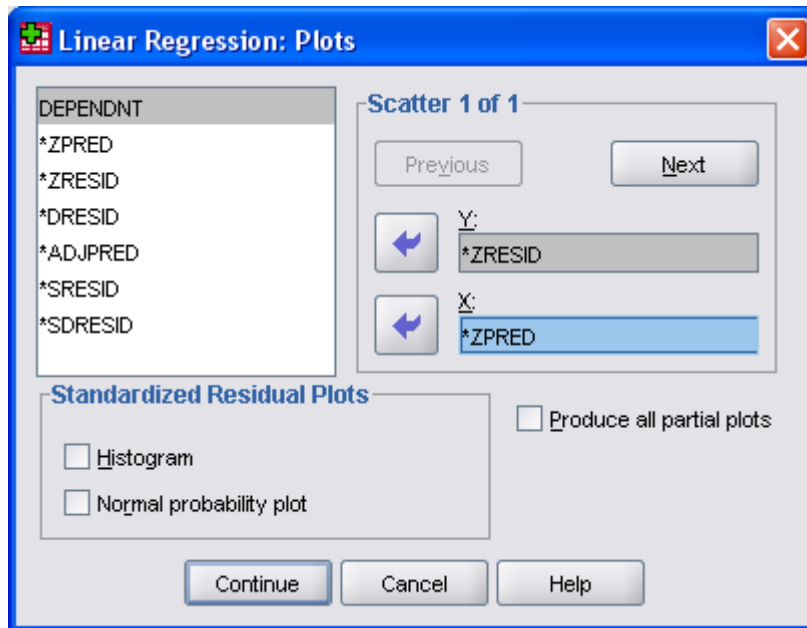 Linear Regression: Plots
DEPENDNT
*ZPRED
*ZRESID
*DRESID
*ADJPRED
*SRESID
*SDRESID
Scatter 1 of 1
Previous
Next
Y:
*ZRESID
X:
*ZPRED
Standardized Residual Plots
Histogram
Normal probability plot
Produce all partial plots
Continue
Cancel
Help